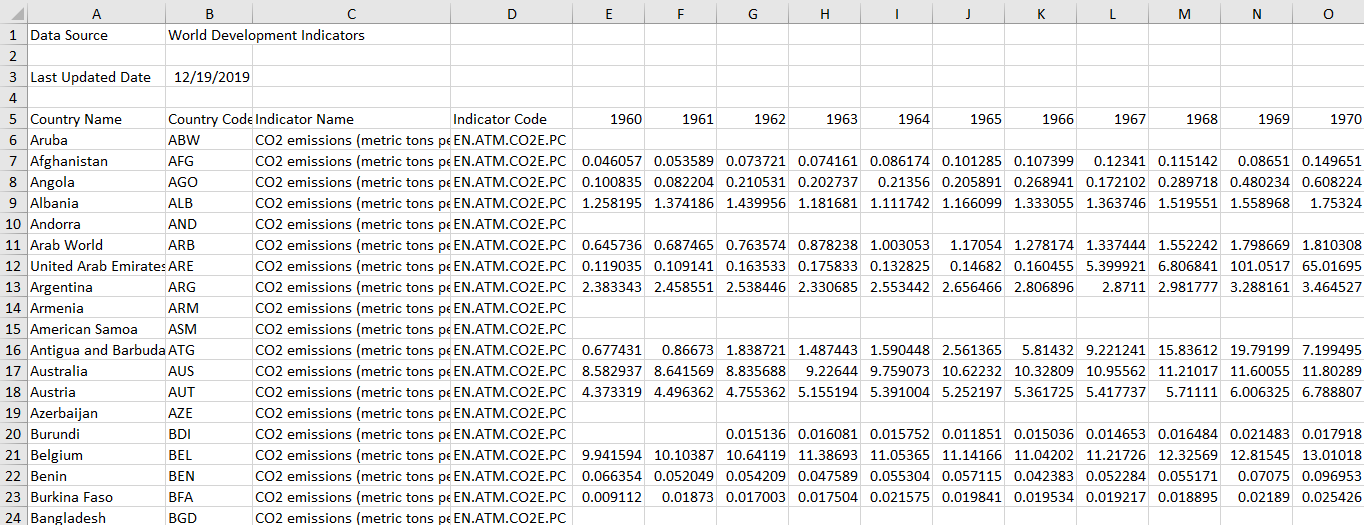 A B C D E F G H I J K L M N O
1 Data Source World Development Indicators
2
3 Last Updated Date 12/19/2019
4
5 Country Name Country Code Indicator Name Indicator Code 1960 1961 1962 1963 1964 1965 1966 1967 1968 1969 1970
6 Aruba ABW CO2 emissions (metric tons pe EN.ATM.CO2E.PC
7 Afghanistan AFG CO2 emissions (metric tons pe EN.ATM.CO2E.PC 0.046057 0.053589 0.073721 0.074161 0.086174 0.101285 0.107399 0.12341 0.115142 0.08651 0.149651
8 Angola AGO CO2 emissions (metric tons pe EN.ATM.CO2E.PC 0.100835 0.082204 0.210531 0.202737 0.21356 0.205891 0.268941 0.172102 0.289718 0.480234 0.608224
9 Albania ALB CO2 emissions (metric tons pe EN.ATM.CO2E.PC 1.258195 1.374186 1.439956 1.181681 1.111742 1.166099 1.333055 1.363746 1.519551 1.558968 1.75324
10 Andorra AND CO2 emissions (metric tons pe EN.ATM.CO2E.PC
11 Arab World ARB CO2 emissions (metric tons pe EN.ATM.CO2E.PC 0.645736 0.687465 0.763574 0.878238 1.003053 1.17054 1.278174 1.337444 1.552242 1.798669 1.810308
12 United Arab Emirates ARE CO2 emissions (metric tons pe EN.ATM.CO2E.PC 0.119035 0.109141 0.163533 0.175833 0.132825 0.14682 0.160455 5.399921 6.806841 101.0517 65.01695
13 Argentina ARG CO2 emissions (metric tons pe EN.ATM.CO2E.PC 2.383343 2.458551 2.538446 2.330685 2.553442 2.656466 2.806896 2.8711 2.981777 3.288161 3.464527
14 Armenia ARM CO2 emissions (metric tons pe EN.ATM.CO2E.PC
15 American Samoa ASM CO2 emissions (metric tons pe EN.ATM.CO2E.PC
16 Antigua and Barbuda ATG CO2 emissions (metric tons pe EN.ATM.CO2E.PC 0.677431 0.86673 1.838721 1.487443 1.590448 2.561365 5.81432 9.221241 15.83612 19.79199 7.199495
17 Australia AUS CO2 emissions (metric tons pe EN.ATM.CO2E.PC 8.582937 8.641569 8.835688 9.22644 9.759073 10.62232 10.32809 10.95562 11.21017 11.60055 11.80289
18 Austria AUT CO2 emissions (metric tons pe EN.ATM.CO2E.PC 4.373319 4.496362 4.755362 5.155194 5.391004 5.252197 5.361725 5.417737 5.71111 6.006325 6.788807
19 Azerbaijan AZE CO2 emissions (metric tons pe EN.ATM.CO2E.PC
20 Burundi BDI CO2 emissions (metric tons pe EN.ATM.CO2E.PC 0.015136 0.016081 0.015752 0.011851 0.015036 0.014653 0.016484 0.021483 0.017918
21 Belgium BEL CO2 emissions (metric tons pe EN.ATM.CO2E.PC 9.941594 10.10387 10.64119 11.38693 11.05365 11.14166 11.04202 11.21726 12.32569 12.81545 13.01018
22 Benin BEN CO2 emissions (metric tons pe EN.ATM.CO2E.PC 0.066354 0.052049 0.054209 0.047589 0.055304 0.057115 0.042383 0.052284 0.055171 0.07075 0.096953
23 Burkina Faso BFA CO2 emissions (metric tons pe EN.ATM.CO2E.PC 0.009112 0.01873 0.017003 0.017504 0.021575 0.019841 0.019534 0.019217 0.018895 0.02189 0.025426
24 Bangladesh BGD CO2 emissions (metric tons pe EN.ATM.CO2E.PC